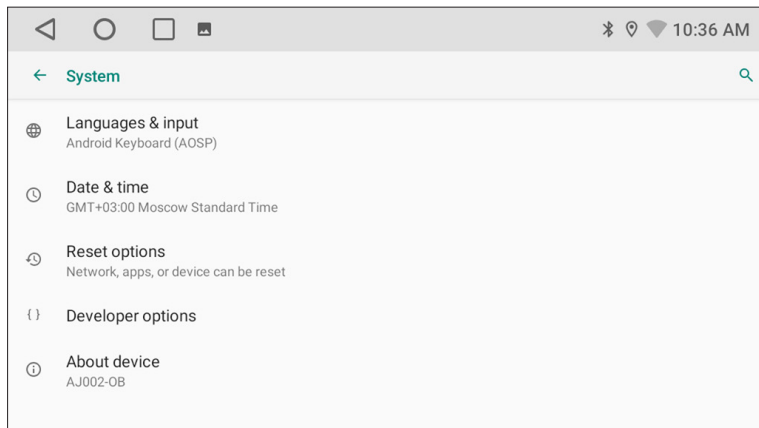 10:36 AM
System
Languages & input
Android Keyboard (AOSP)
Date & time
GMT+03:00 Moscow Standard Time
Reset options
Network, apps, or device can be reset
{ } Developer options
About device
AJ002-OB